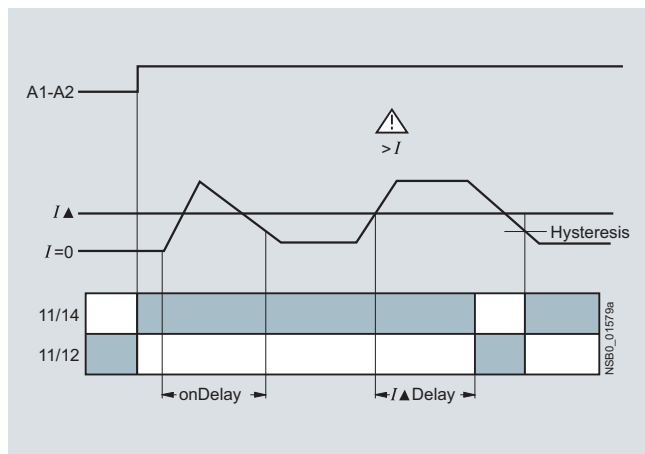 A1-A2
!
> I
I▲
I=0
Hysteresis
11/14
11/12
NSB0_01579a
onDelay
I▲Delay